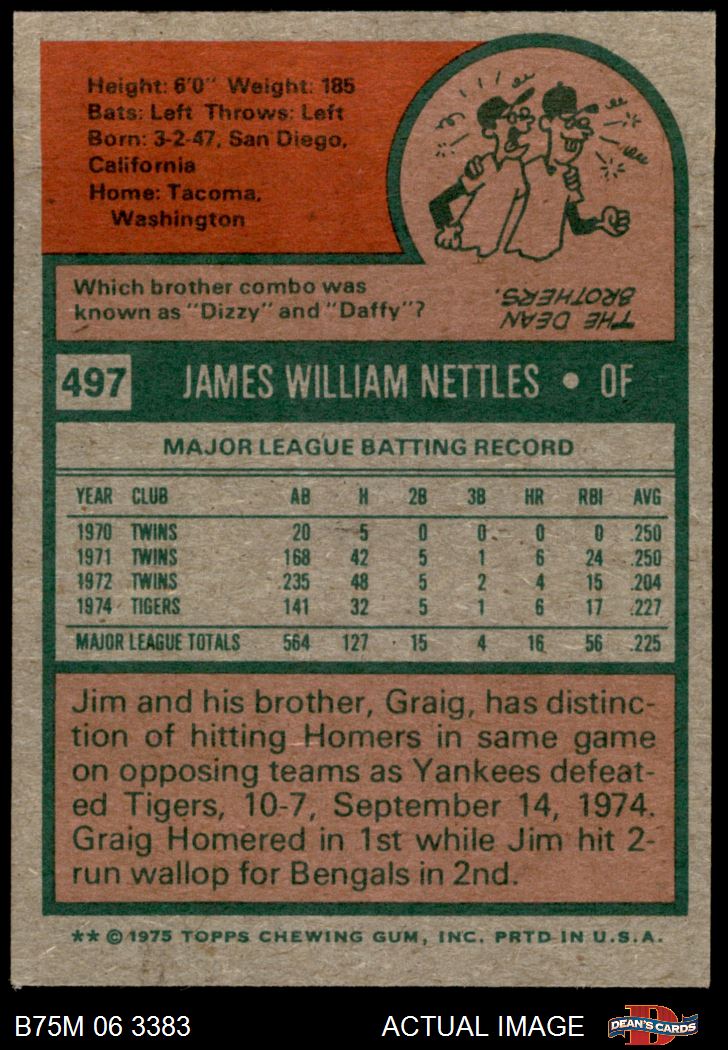 Height: 6'0" Weight: 185
Bats: Left Throws: Left
Born: 3-2-47, San Diego,
California
Home: Tacoma,
Washington
Which brother combo was
known as "Dizzy" and "Daffy"?
THE DEAN
BROTHERS.
497 JAMES WILLIAM NETTLES • OF
MAJOR LEAGUE BATTING RECORD
YEAR CLUB AB H 2B 3B HR RBI AVG
1970 TWINS 20 5 0 0 0 0 .250
1971 TWINS 168 42 5 1 6 24 .250
1972 TWINS 235 48 5 2 4 15 .204
1974 TIGERS 141 32 5 1 6 17 .227
MAJOR LEAGUE TOTALS 564 127 15 4 16 56 .225
Jim and his brother, Graig, has distinc-
tion of hitting Homers in same game
on opposing teams as Yankees defeat-
ed Tigers, 10-7, September 14, 1974.
Graig Homered in 1st while Jim hit 2-
run wallop for Bengals in 2nd.
** © 1975 TOPPS CHEWING GUM, INC. PRTD IN U.S.A.
B75M 06 3383 ACTUAL IMAGE D DEAN'S CARDS